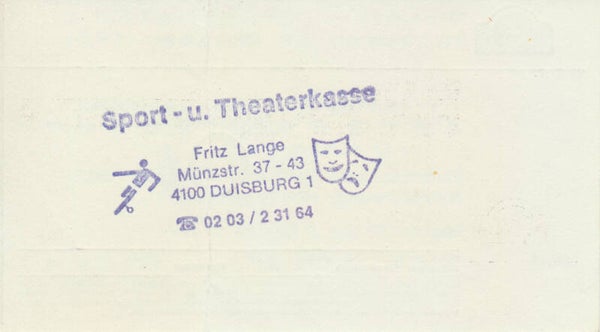 Sport - u. Theaterkasse
Fritz Lange
Münzstr. 37 - 43
4100 DUISBURG 1
☎ 02 03 / 2 31 64